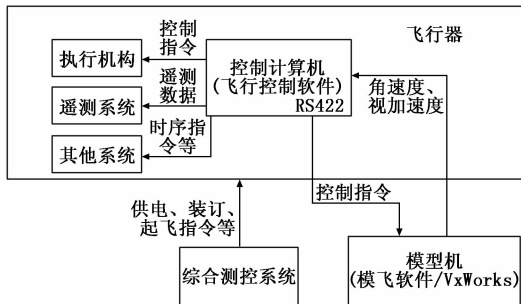 飞行器
控制
指令
执行机构
遥测
数据
遥测系统
时序指
令等
其他系统
控制计算机
(飞行控制软件)
RS422
角速度、
视加速度
控制指令
供电、装订、
起飞指令等
综合测控系统
模型机
(模飞软件/VxWorks)